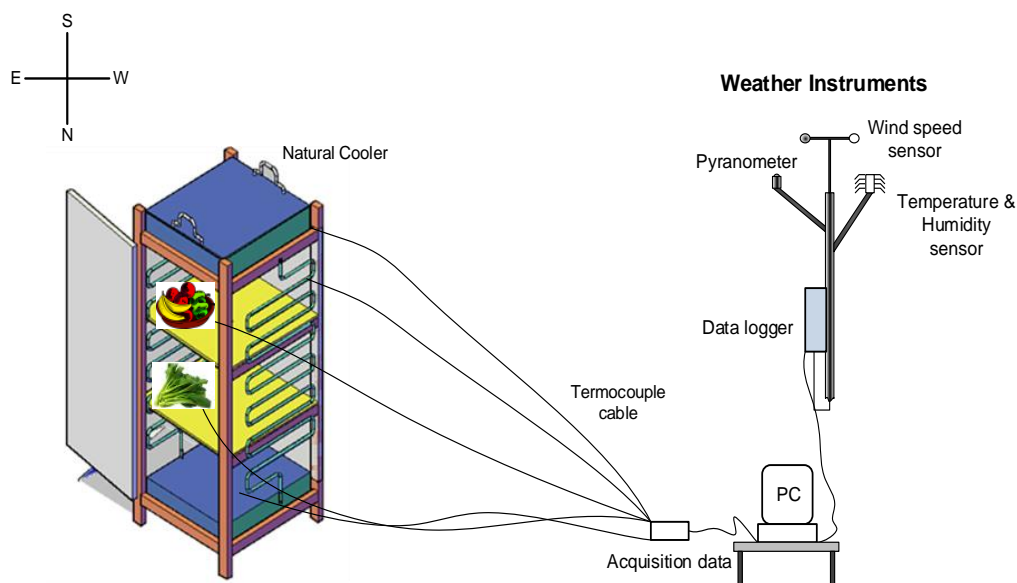 S
E
W
N
Natural Cooler
Weather Instruments
Wind speed
sensor
Pyranometer
Temperature &
Humidity
sensor
Data logger
Termocouple
cable
PC
Acquisition data